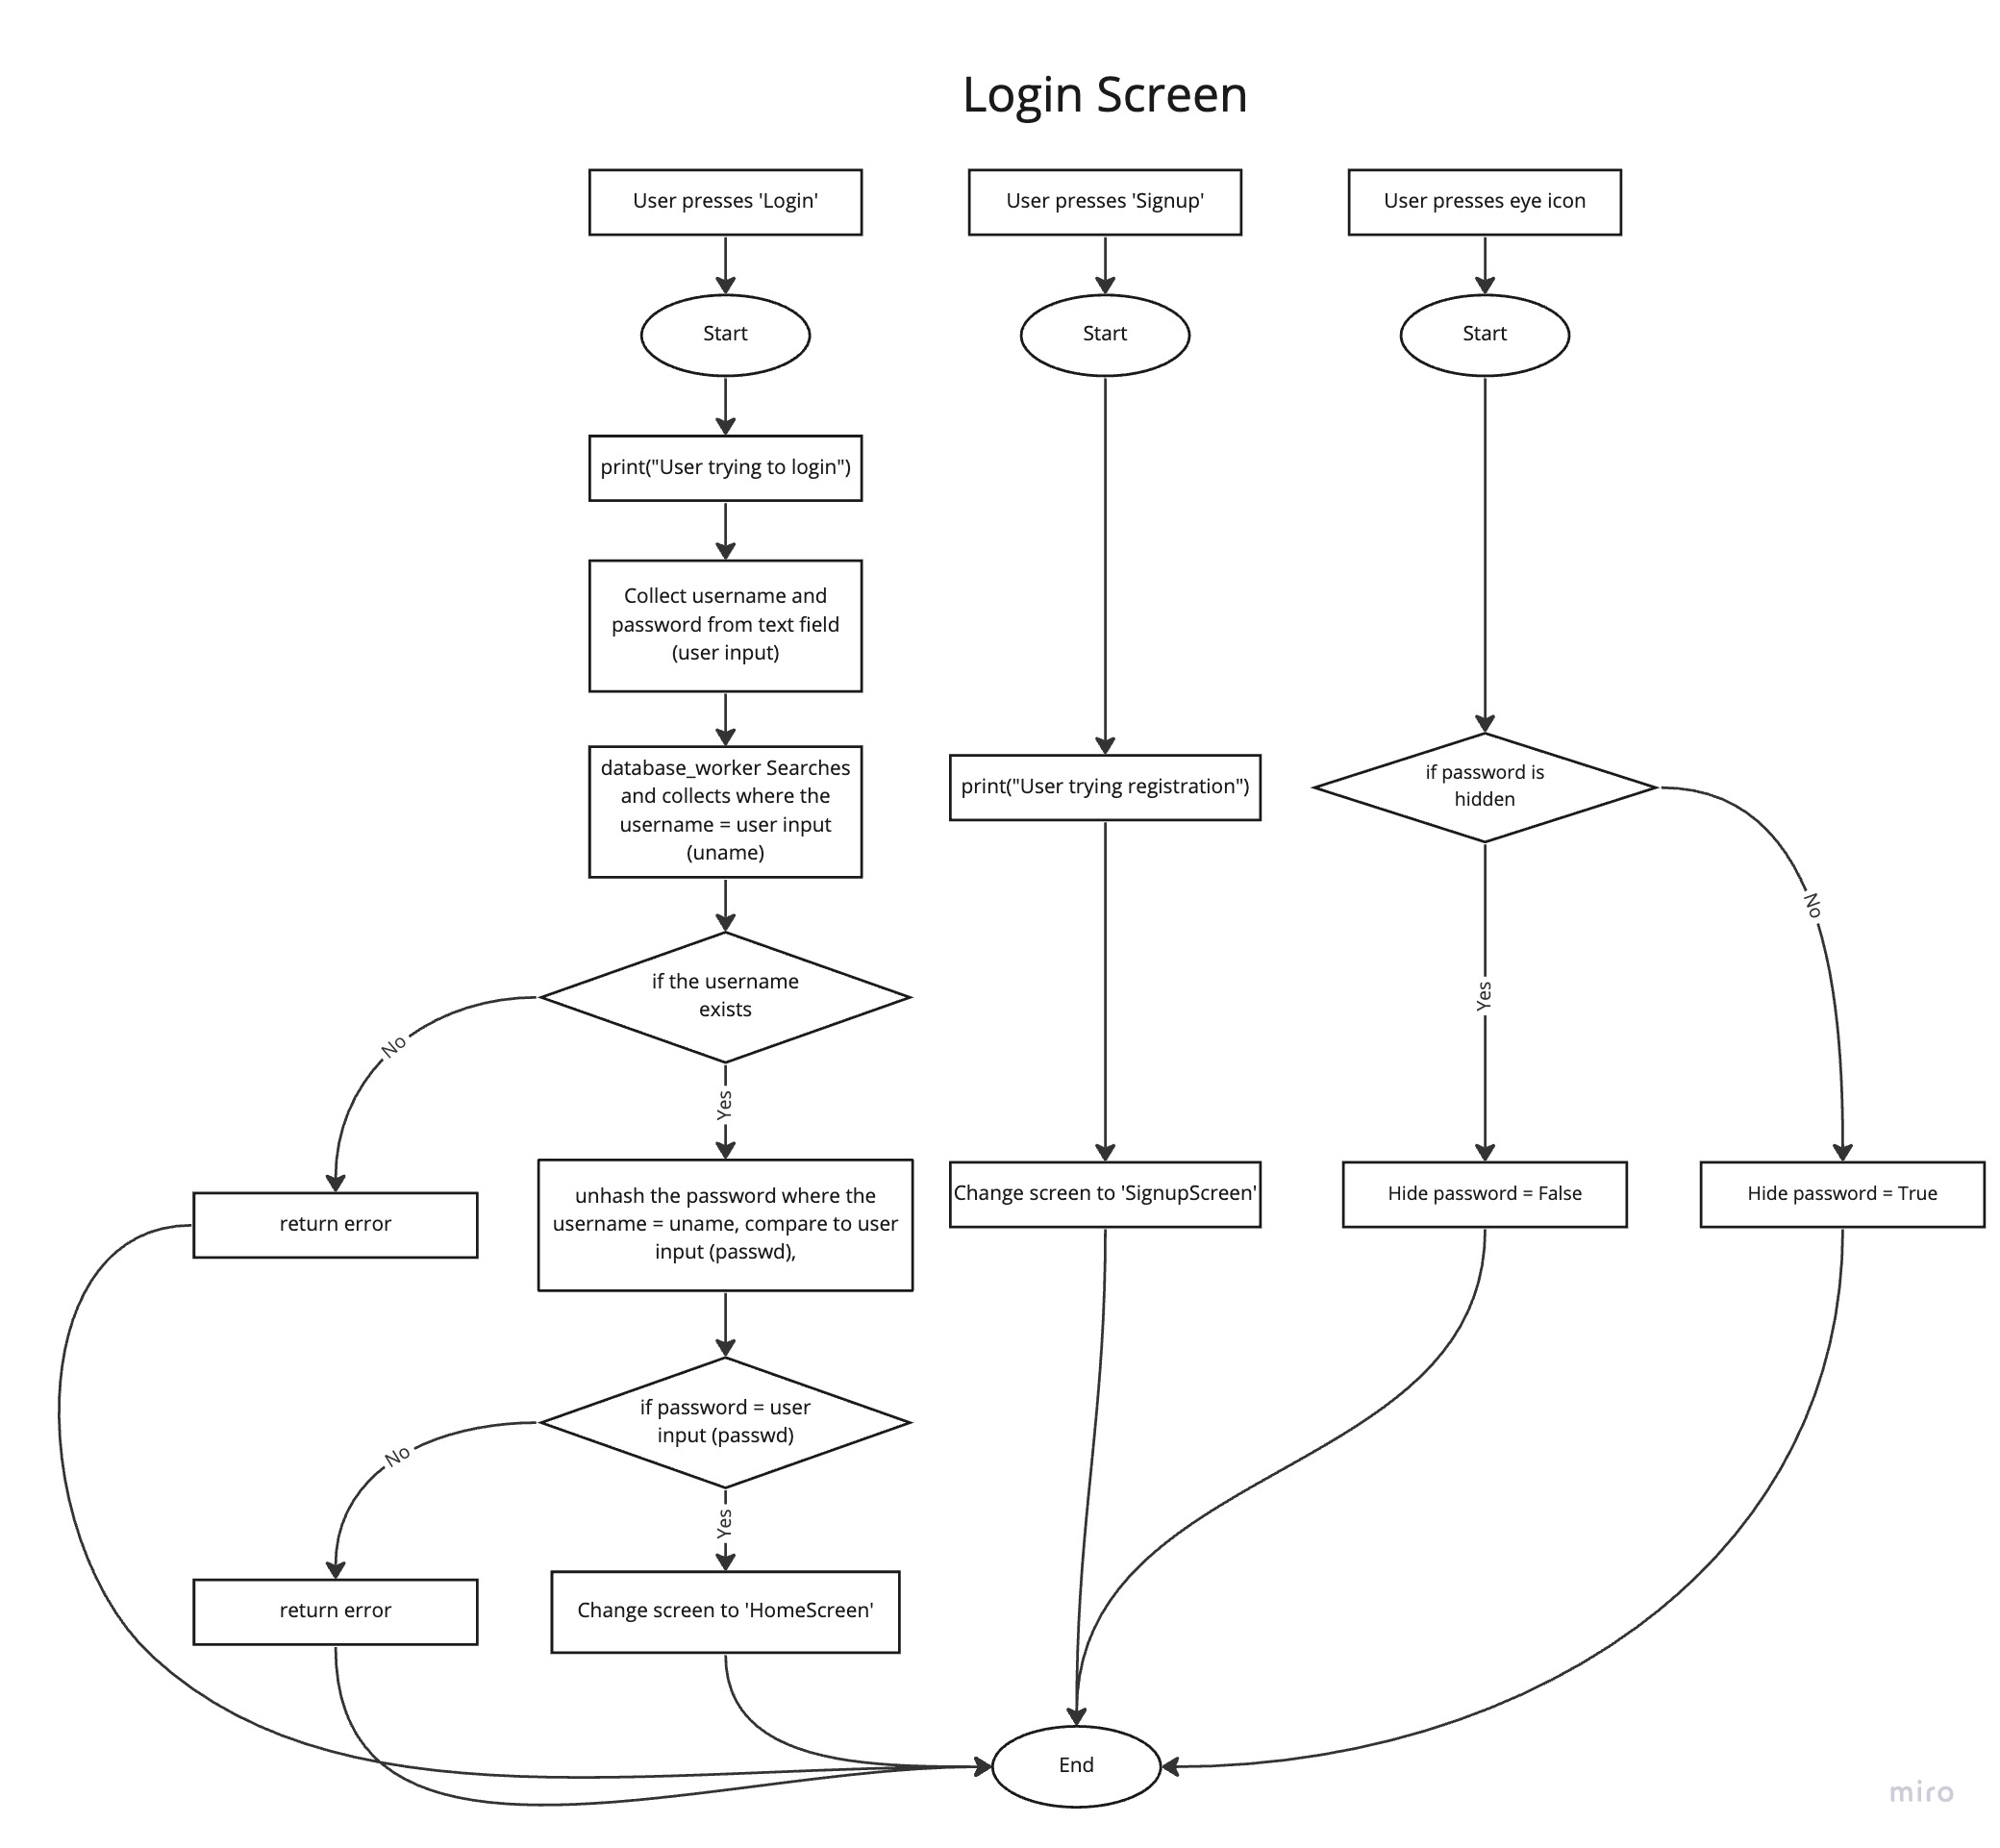 Login Screen
User presses 'Login'
User presses 'Signup'
User presses eye icon
Start
Start
Start
print("User trying to login")
Collect username and
password from text field
(user input)
database_worker Searches
and collects where the
username = user input
(uname)
print("User trying registration")
if password is
hidden
No
Yes
if the username
exists
No
Yes
return error
unhash the password where the
username = uname, compare to user
input (passwd),
Change screen to 'SignupScreen'
Hide password = False
Hide password = True
if password = user
input (passwd)
No
Yes
return error
Change screen to 'HomeScreen'
End
miro